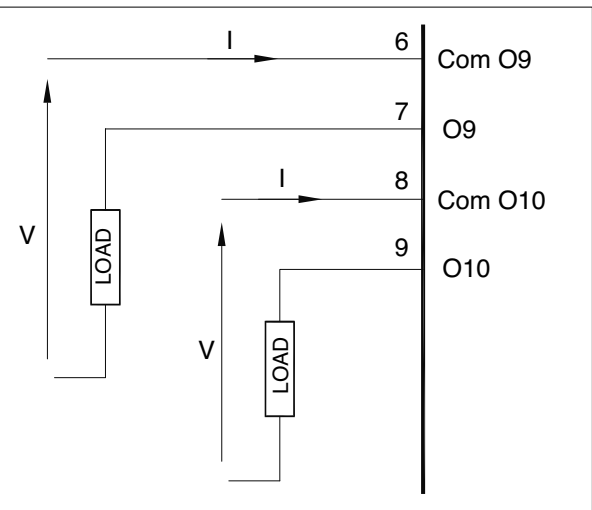 I 6 Com O9
7 O9
I 8 Com O10
V LOAD 9 O10
V LOAD